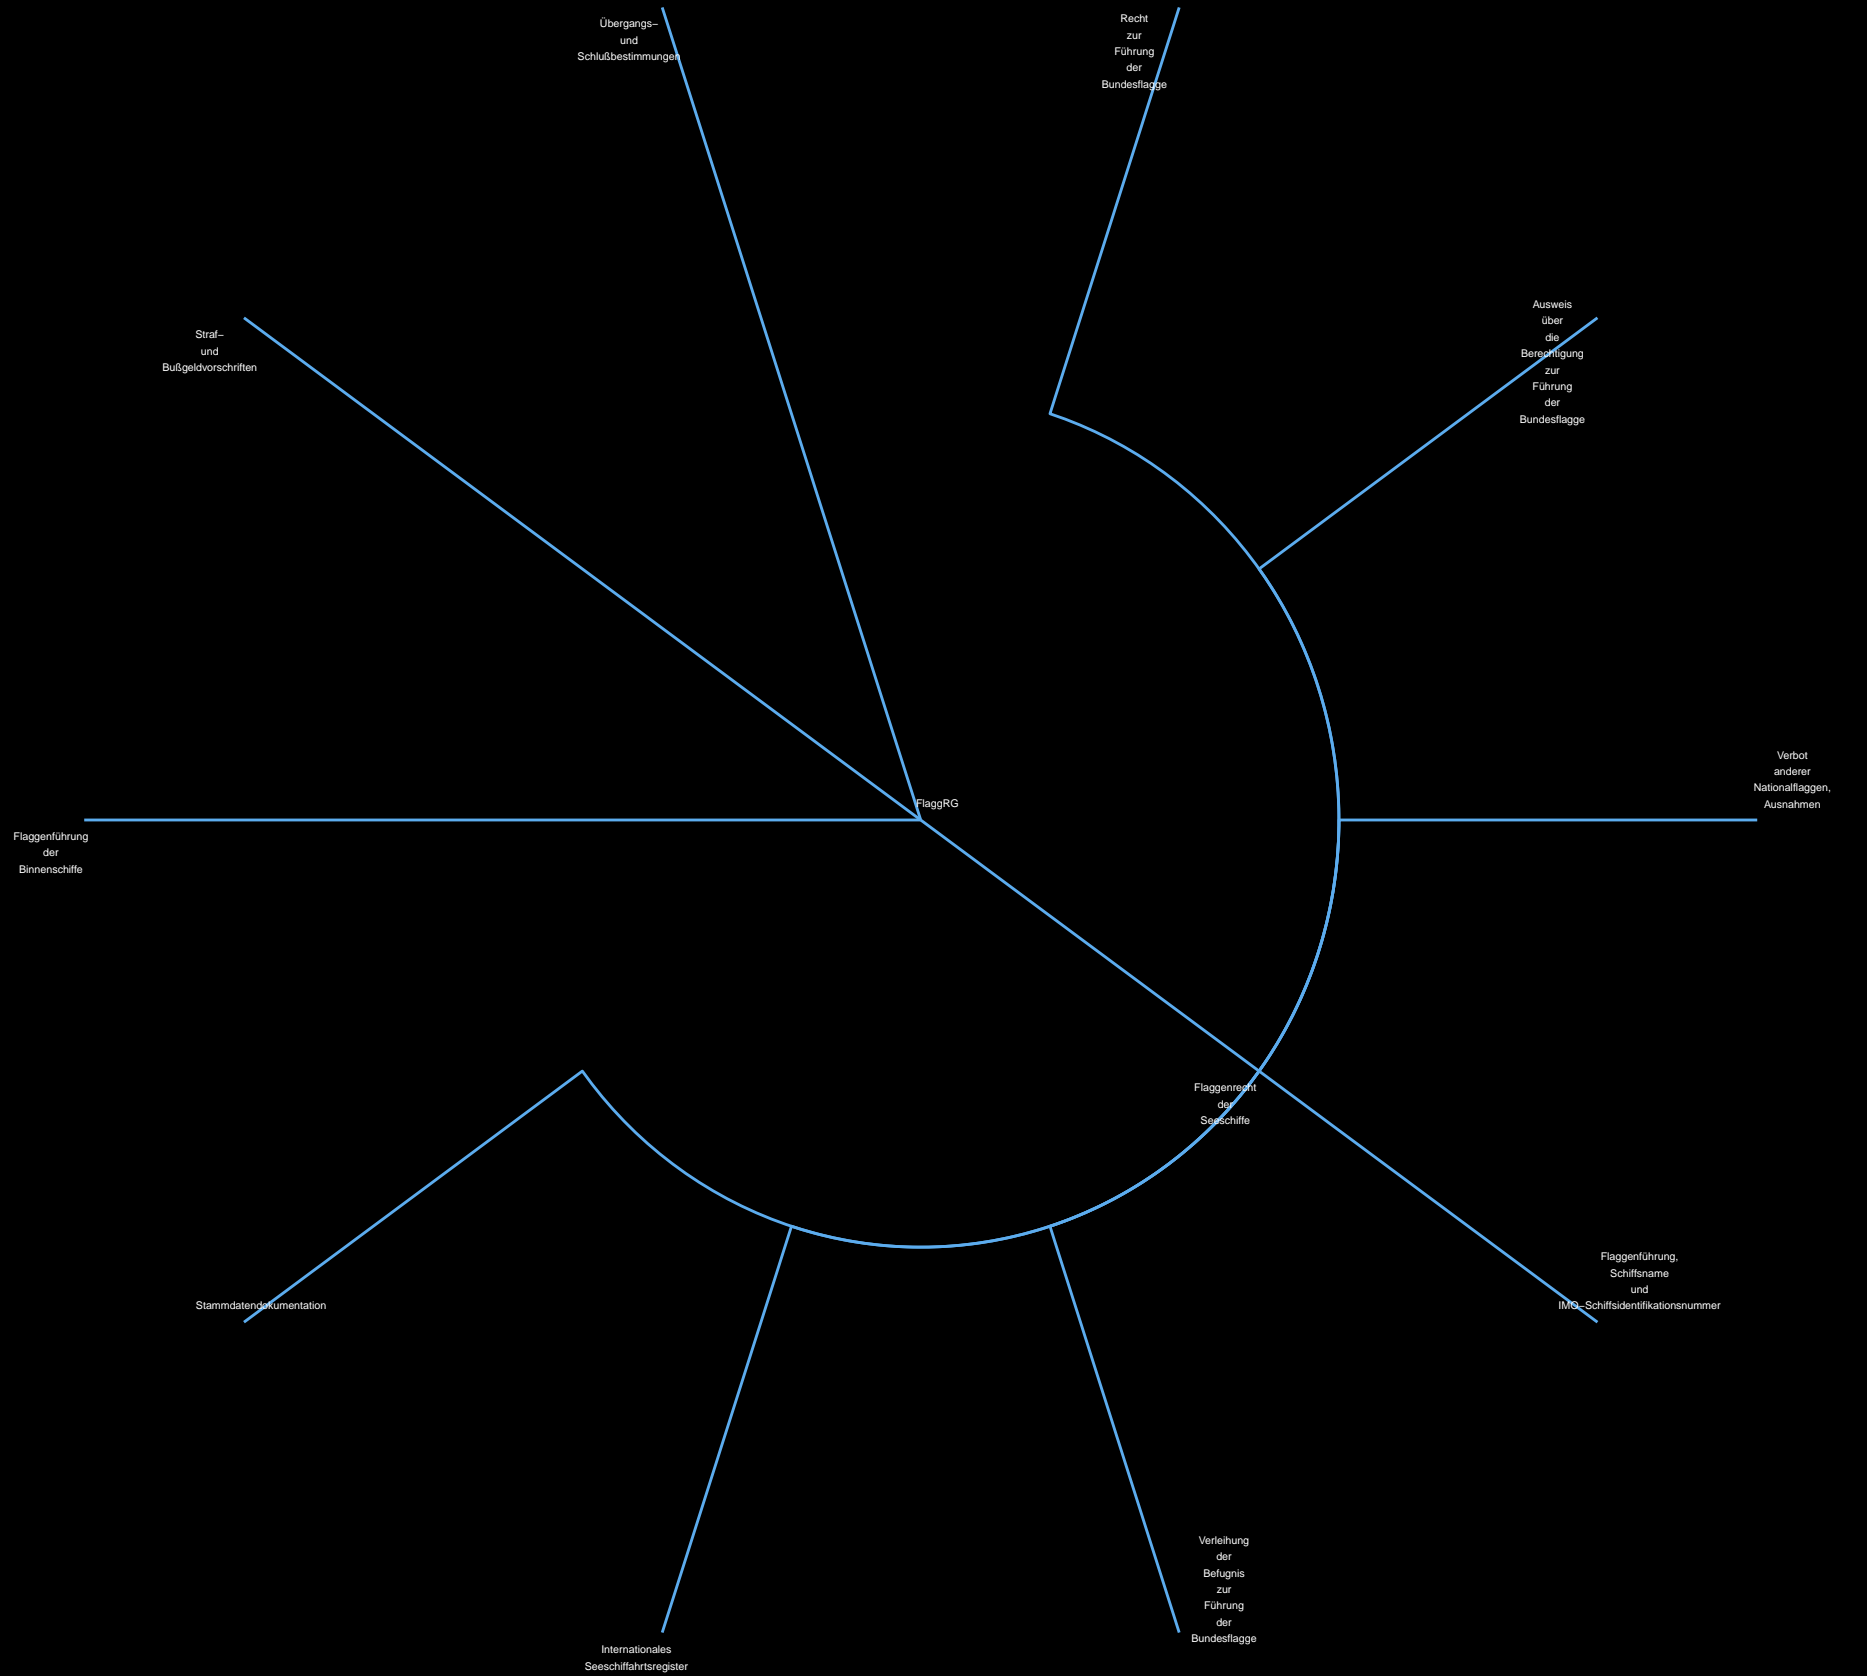 Übergangs–
und
Schlußbestimmungen
Recht
zur
Führung
der
Bundesflagge
Ausweis
über
die
Berechtigung
zur
Führung
der
Bundesflagge
Straf–
und
Bußgeldvorschriften
Verbot
anderer
Nationalflaggen,
Ausnahmen
FlaggRG
Flaggenführung
der
Binnenschiffe
Flaggenrecht
der
Seeschiffe
Flaggenführung,
Schiffsname
und
IMO–Schiffsidentifikationsnummer
Stammdatendokumentation
Verleihung
der
Befugnis
zur
Führung
der
Bundesflagge
Internationales
Seeschiffahrtsregister